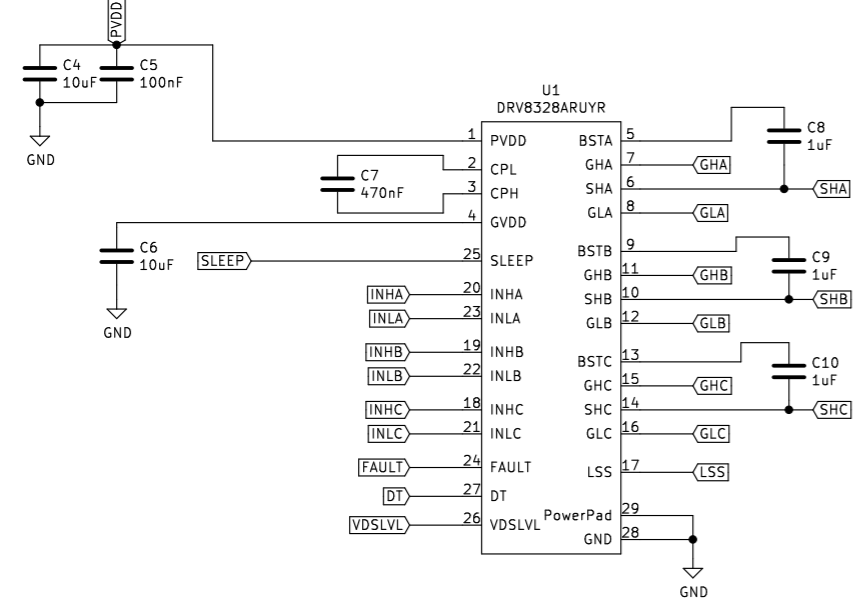 PVDD
C4
10uF
C5
100nF
GND
U1
DRV8328ARUYR
1 PVDD
2 CPL
3 CPH
4 GVDD
25 SLEEP
20 INHA
23 INLA
19 INHB
22 INLB
18 INHC
21 INLC
24 FAULT
27 DT
26 VDSLVL
BSTA 5
GHA 7
SHA 6
GLA 8
BSTB 9
GHB 11
SHB 10
GLB 12
BSTC 13
GHC 15
SHC 14
GLC 16
LSS 17
PowerPad 29
GND 28
C7
470nF
C6
10uF
GND
SLEEP
INHA
INLA
INHB
INLB
INHC
INLC
FAULT
DT
VDSLVL
C8
1uF
GHA
SHA
GLA
C9
1uF
GHB
SHB
GLB
C10
1uF
GHC
SHC
GLC
LSS
GND